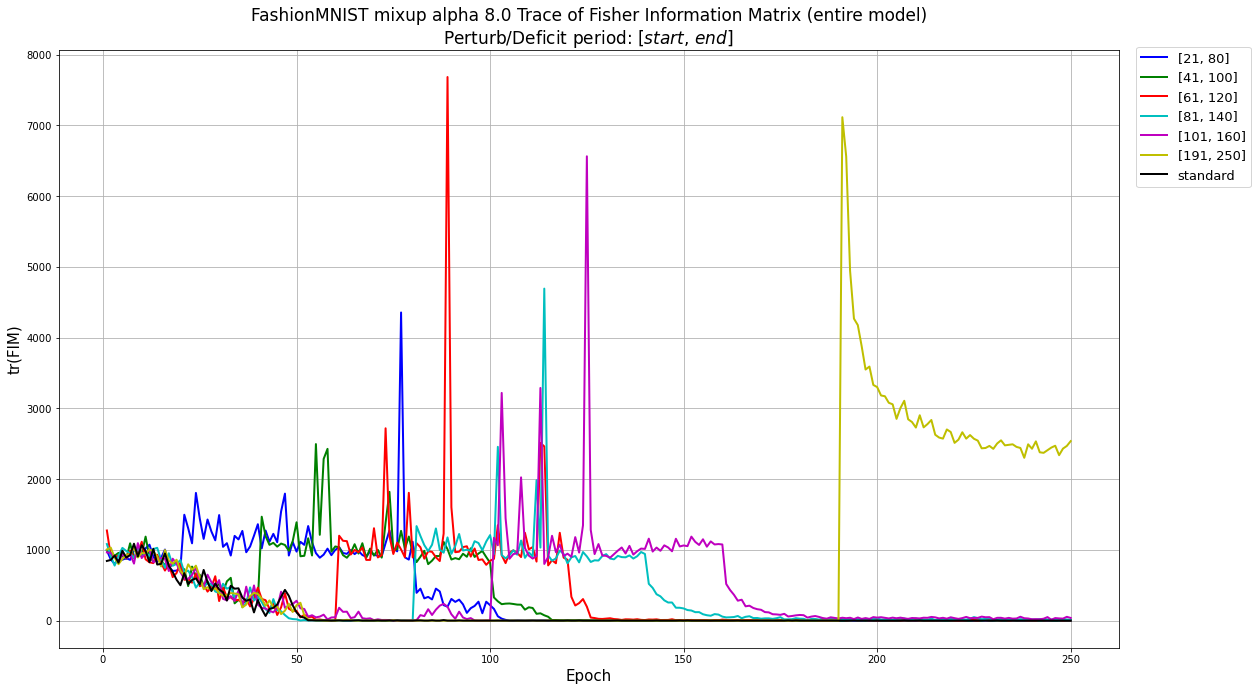 FashionMNIST mixup alpha 8.0 Trace of Fisher Information Matrix (entire model)
Perturb/Deficit period: [start, end]
tr(FIM)
8000
7000
6000
5000
4000
3000
2000
1000
0
0 50 100 150 200 250
Epoch
[21, 80]
[41, 100]
[61, 120]
[81, 140]
[101, 160]
[191, 250]
standard